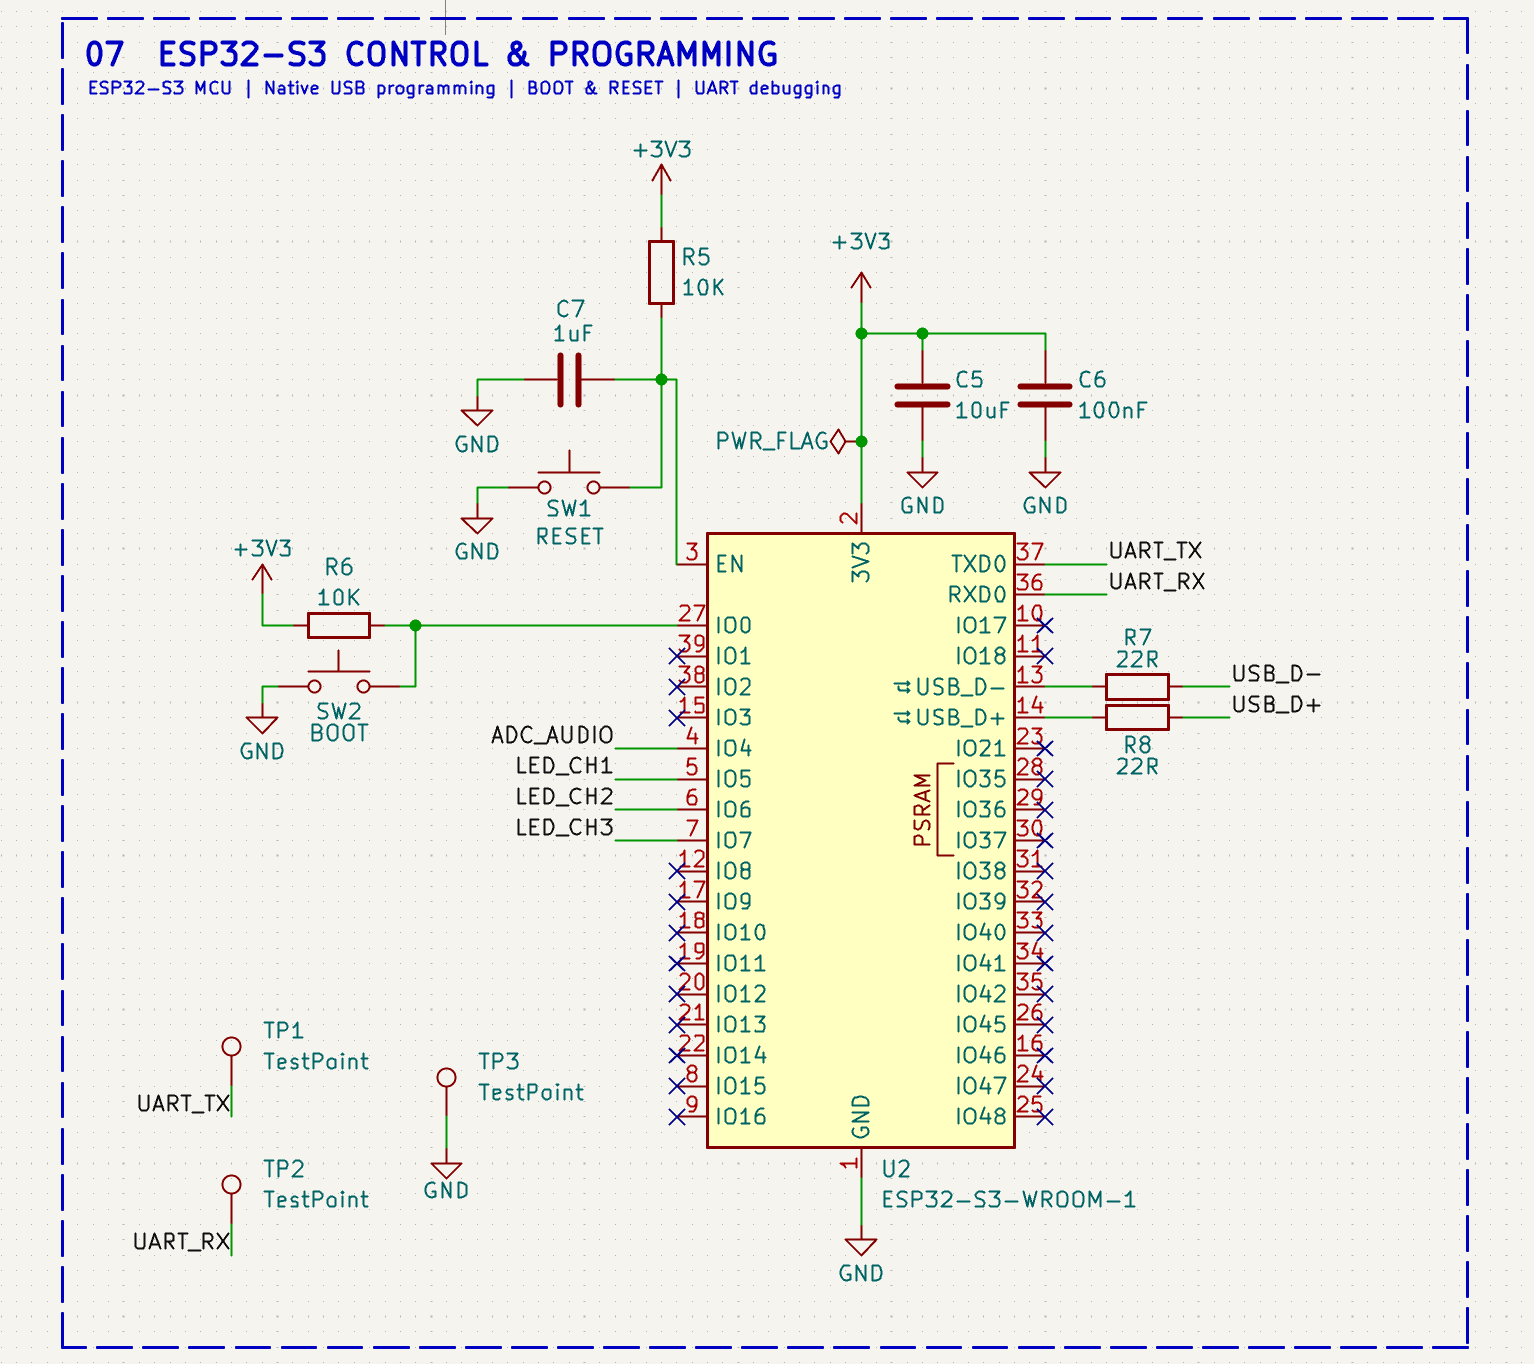 07 ESP32-S3 CONTROL & PROGRAMMING
ESP32-S3 MCU | Native USB programming | BOOT & RESET | UART debugging
+3V3
R5
10K
+3V3
C7
1uF
GND
C5
10uF
C6
100nF
PWR_FLAG
GND
GND
SW1
RESET
GND
+3V3
R6
10K
SW2
BOOT
GND
ADC_AUDIO
LED_CH1
LED_CH2
LED_CH3
2
3V3
3 EN
27 IO0
39 IO1
38 IO2
15 IO3
4 IO4
5 IO5
6 IO6
7 IO7
12 IO8
17 IO9
18 IO10
19 IO11
20 IO12
21 IO13
22 IO14
8 IO15
9 IO16
TXD0 37
RXD0 36
IO17 10
IO18 11
USB_D- 13
USB_D+ 14
IO21 23
IO35 28
IO36 29
IO37 30
IO38 31
IO39 32
IO40 33
IO41 34
IO42 35
IO45 26
IO46 16
IO47 24
IO48 25
PSRAM
GND
1
UART_TX
UART_RX
R7
22R
USB_D-
USB_D+
R8
22R
U2
ESP32-S3-WROOM-1
GND
TP1
TestPoint
UART_TX
TP3
TestPoint
GND
TP2
TestPoint
UART_RX